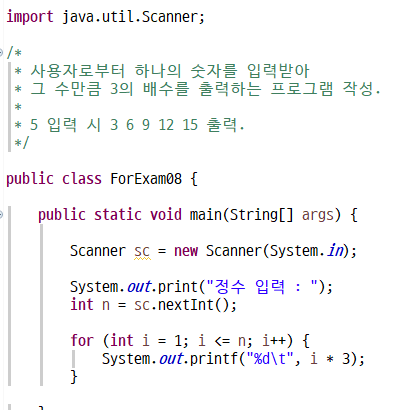 import java.util.Scanner;
/*
* 사용자로부터 하나의 숫자를 입력받아
* 그 수만큼 3의 배수를 출력하는 프로그램 작성.
*
* 5 입력 시 3 6 9 12 15 출력.
*/
public class ForExam08 {
public static void main(String[] args) {
Scanner sc = new Scanner(System.in);
System.out.print("정수 입력 : ");
int n = sc.nextInt();
for (int i = 1; i <= n; i++) {
System.out.printf("%d\t", i * 3);
}
}